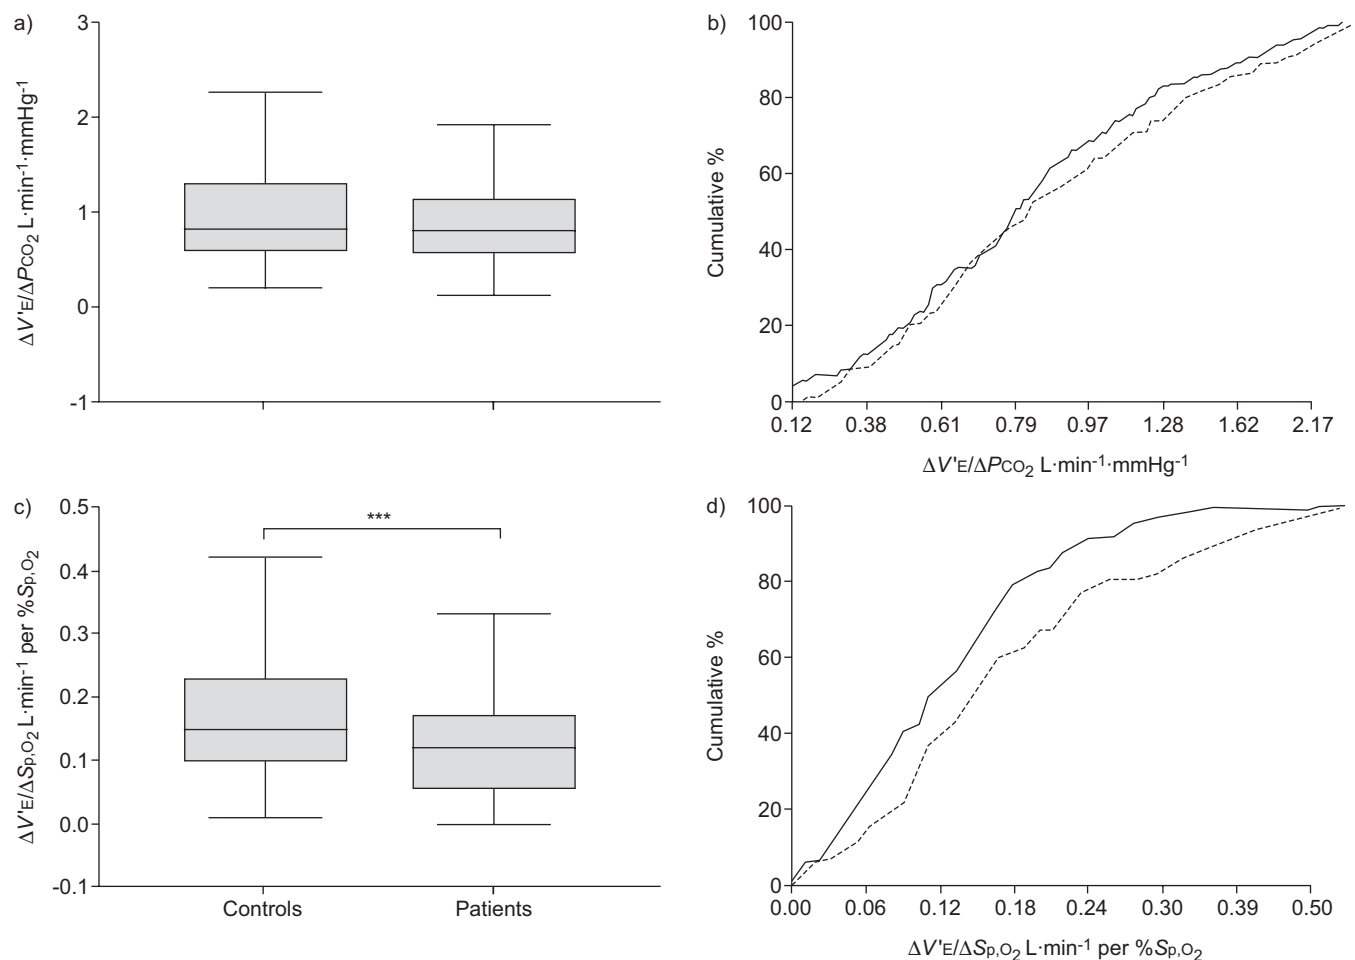 a)
ΔV'E/ΔPCO2 L·min-1·mmHg-1
3
2
1
0
-1
b)
Cumulative %
100
80
60
40
20
0
0.12 0.38 0.61 0.79 0.97 1.28 1.62 2.17
ΔV'E/ΔPCO2 L·min-1·mmHg-1
c)
ΔV'E/ΔSp,O2 L·min-1 per %Sp,O2
0.5
0.4
0.3
0.2
0.1
0.0
-0.1
***
Controls Patients
d)
Cumulative %
100
80
60
40
20
0
0.00 0.06 0.12 0.18 0.24 0.30 0.39 0.50
ΔV'E/ΔSp,O2 L·min-1 per %Sp,O2